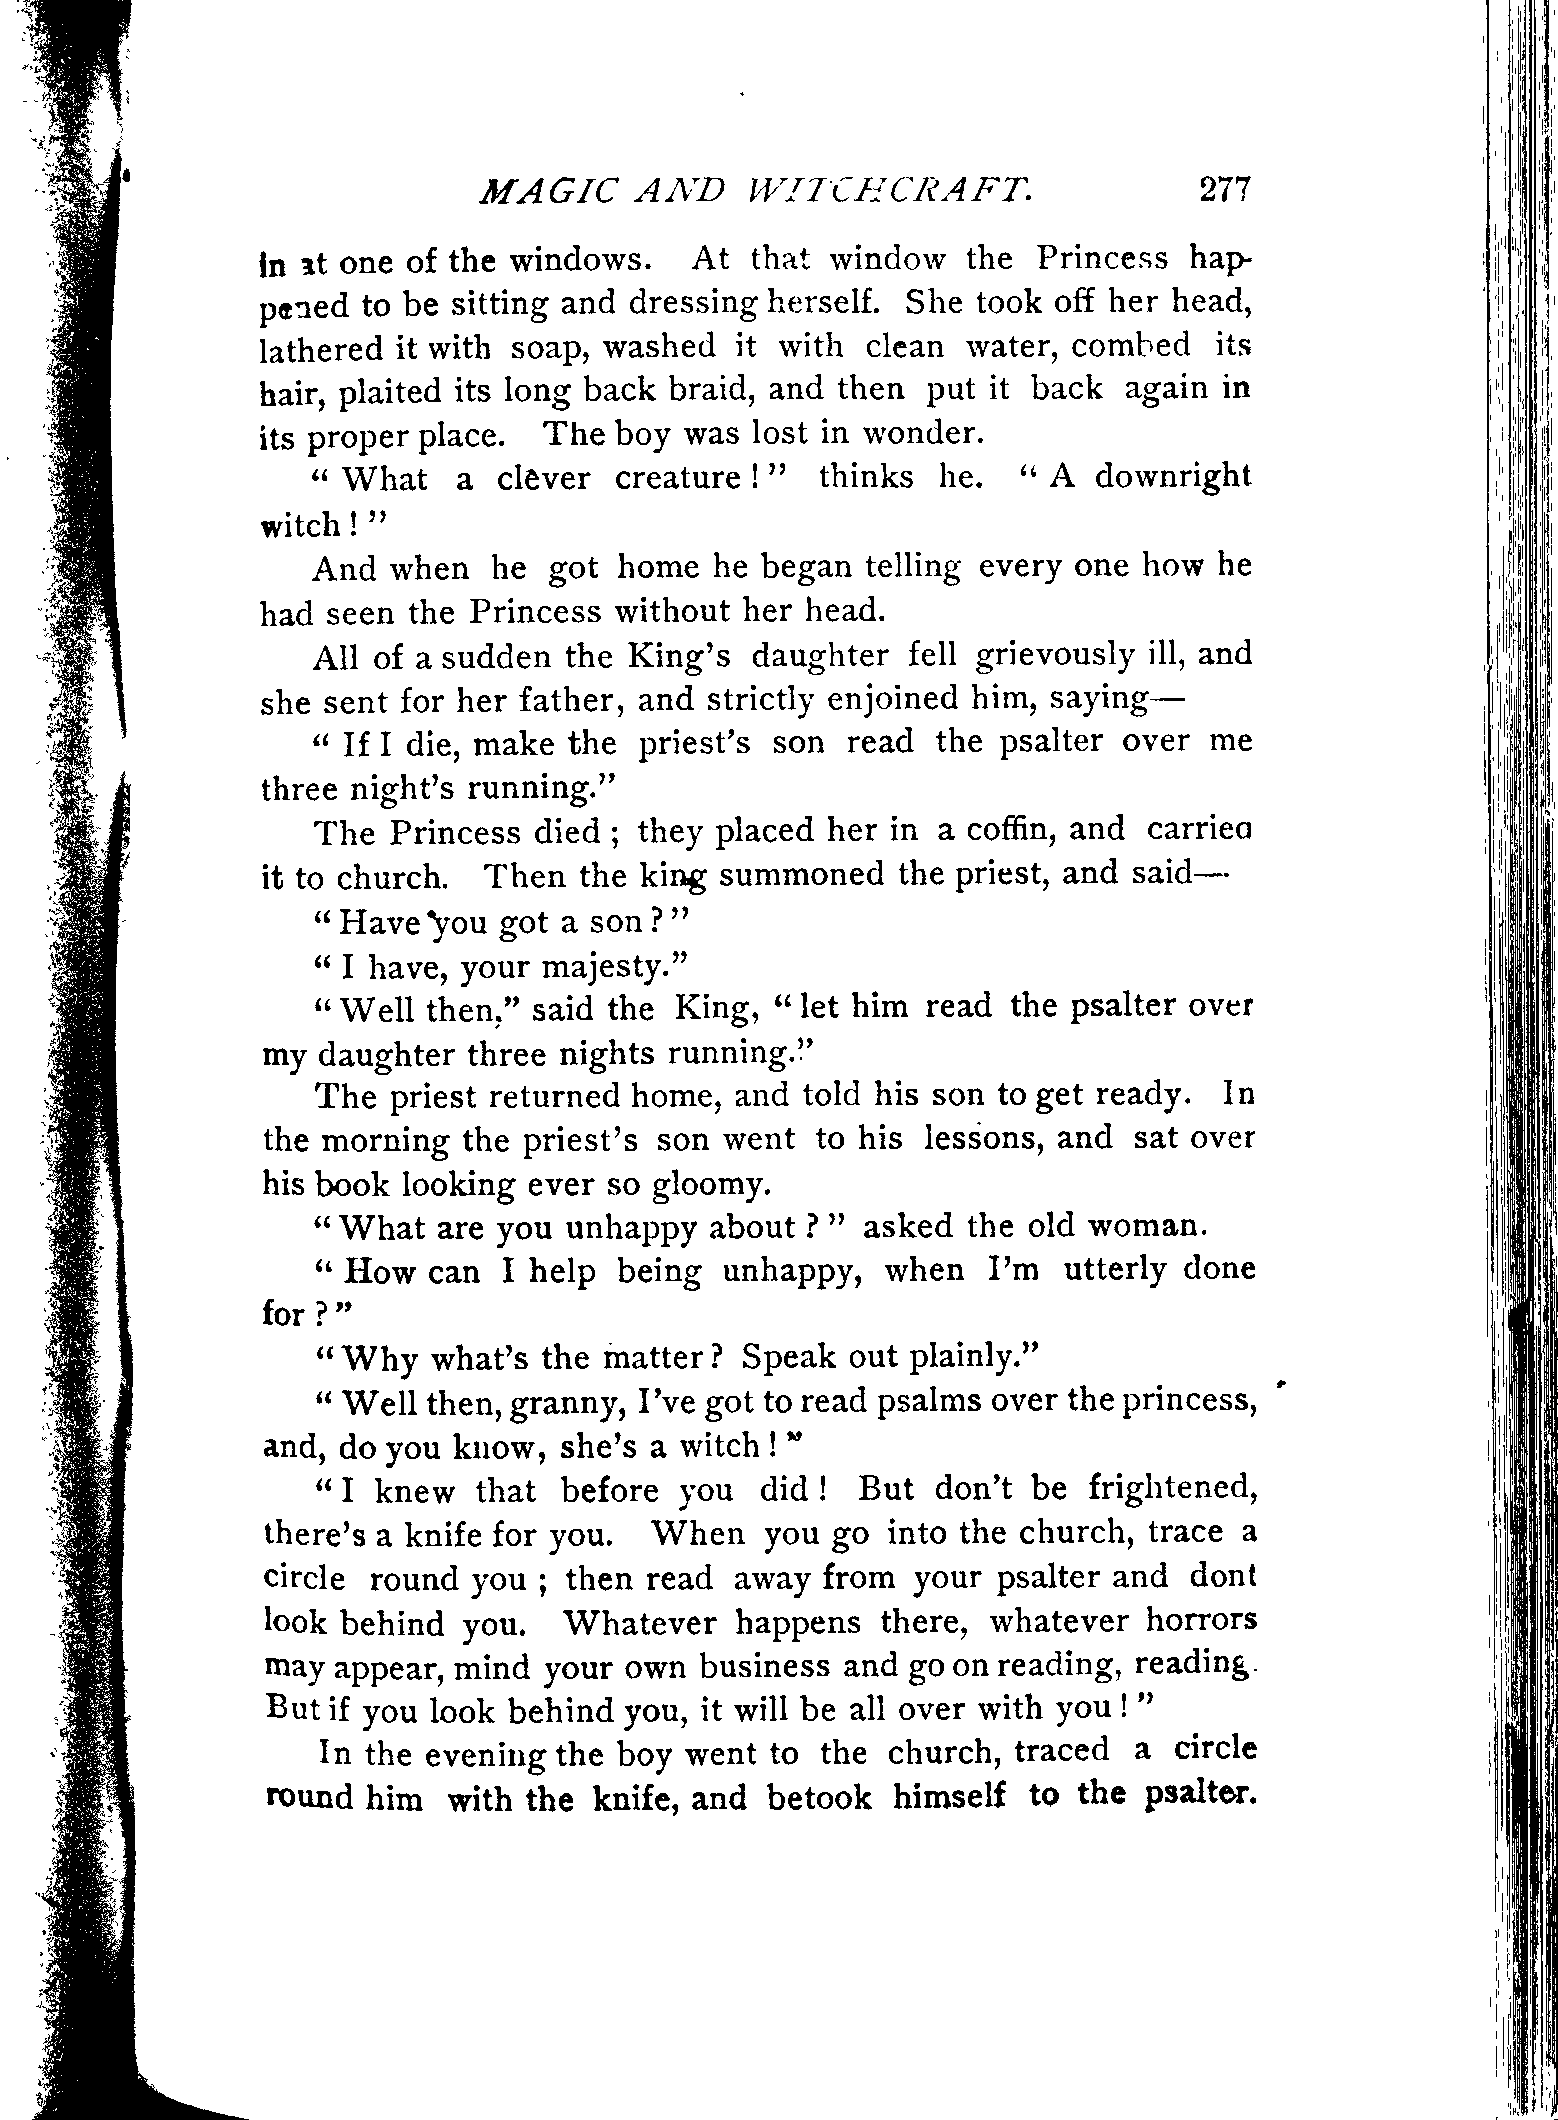 MAGIC AND WITCHCRAFT. 277
in at one of the windows. At that window the Princess hap-
pened to be sitting and dressing herself. She took off her head,
lathered it with soap, washed it with clean water, combed its
hair, plaited its long back braid, and then put it back again in
its proper place. The boy was lost in wonder.
“ What a clever creature ! ” thinks he. “ A downright
witch ! ”
And when he got home he began telling every one how he
had seen the Princess without her head.
All of a sudden the King’s daughter fell grievously ill, and
she sent for her father, and strictly enjoined him, saying—
“ If I die, make the priest’s son read the psalter over me
three night’s running.”
The Princess died ; they placed her in a coffin, and carried
it to church. Then the king summoned the priest, and said—
“ Have you got a son ? ”
“ I have, your majesty.”
“ Well then,” said the King, “ let him read the psalter over
my daughter three nights running.”
The priest returned home, and told his son to get ready. In
the morning the priest’s son went to his lessons, and sat over
his book looking ever so gloomy.
“ What are you unhappy about ? ” asked the old woman.
“ How can I help being unhappy, when I’m utterly done
for ? ”
“ Why what’s the matter ? Speak out plainly.”
“ Well then, granny, I’ve got to read psalms over the princess,
and, do you know, she’s a witch ! ”
“ I knew that before you did ! But don’t be frightened,
there’s a knife for you. When you go into the church, trace a
circle round you ; then read away from your psalter and dont
look behind you. Whatever happens there, whatever horrors
may appear, mind your own business and go on reading, reading.
But if you look behind you, it will be all over with you ! ”
In the evening the boy went to the church, traced a circle
round him with the knife, and betook himself to the psalter.